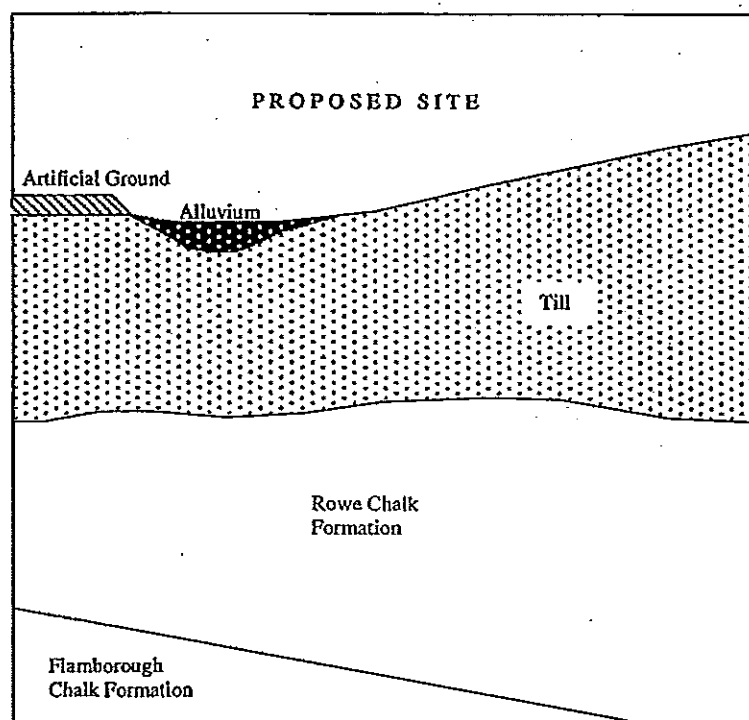 PROPOSED SITE
Artificial Ground
Alluvium
Till
Rowe Chalk
Formation
Flamborough
Chalk Formation